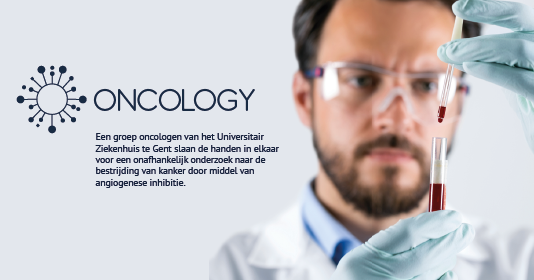 ONCOLOGY
Een groep oncologen van het Universitair
Ziekenhuis te Gent slaan de handen in elkaar
voor een onafhankelijk onderzoek naar de
bestrijding van kanker door middel van
angiogenese inhibitie.